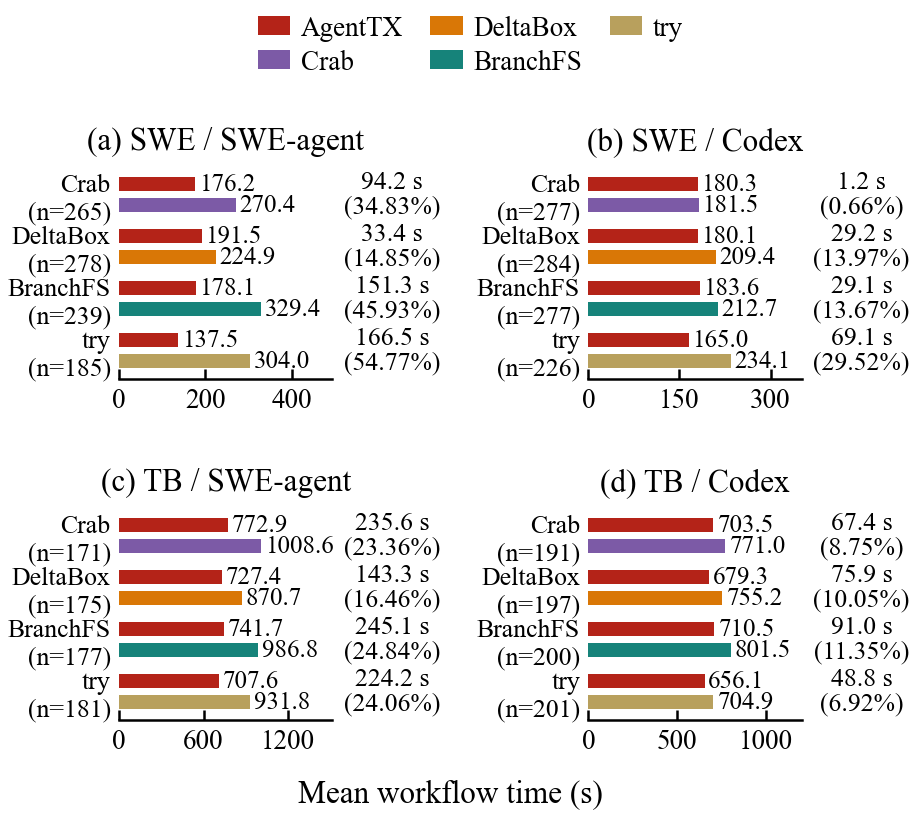 AgentTX DeltaBox try
Crab BranchFS
(a) SWE / SWE-agent
Crab 176.2 94.2 s
(n=265) 270.4 (34.83%)
DeltaBox 191.5 33.4 s
(n=278) 224.9 (14.85%)
BranchFS 178.1 151.3 s
(n=239) 329.4 (45.93%)
try 137.5 166.5 s
(n=185) 304.0 (54.77%)
0 200 400
(b) SWE / Codex
Crab 180.3 1.2 s
(n=277) 181.5 (0.66%)
DeltaBox 180.1 29.2 s
(n=284) 209.4 (13.97%)
BranchFS 183.6 29.1 s
(n=277) 212.7 (13.67%)
try 165.0 69.1 s
(n=226) 234.1 (29.52%)
0 150 300
(c) TB / SWE-agent
Crab 772.9 235.6 s
(n=171) 1008.6 (23.36%)
DeltaBox 727.4 143.3 s
(n=175) 870.7 (16.46%)
BranchFS 741.7 245.1 s
(n=177) 986.8 (24.84%)
try 707.6 224.2 s
(n=181) 931.8 (24.06%)
0 600 1200
(d) TB / Codex
Crab 703.5 67.4 s
(n=191) 771.0 (8.75%)
DeltaBox 679.3 75.9 s
(n=197) 755.2 (10.05%)
BranchFS 710.5 91.0 s
(n=200) 801.5 (11.35%)
try 656.1 48.8 s
(n=201) 704.9 (6.92%)
0 500 1000
Mean workflow time (s)